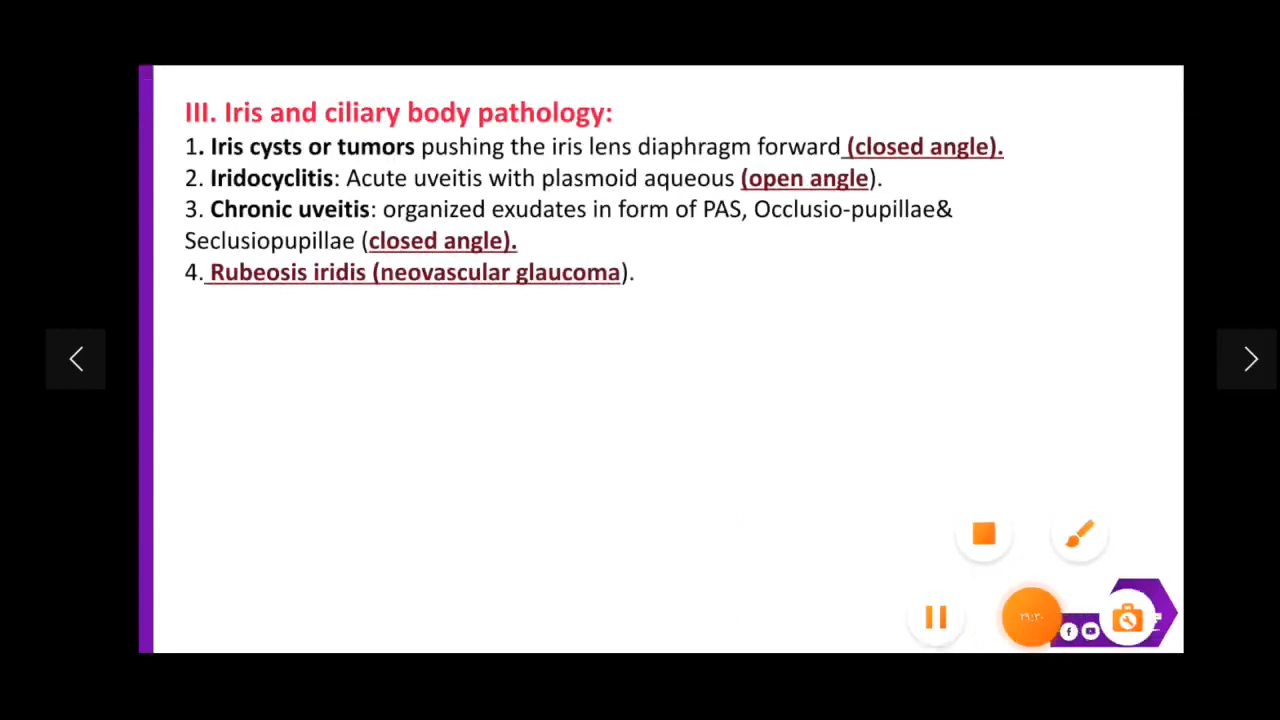 III. Iris and ciliary body pathology:
1. Iris cysts or tumors pushing the iris lens diaphragm forward (closed angle).
2. Iridocyclitis: Acute uveitis with plasmoid aqueous (open angle).
3. Chronic uveitis: organized exudates in form of PAS, Occlusio-pupillae&
Seclusiopupillae (closed angle).
4. Rubeosis iridis (neovascular glaucoma).